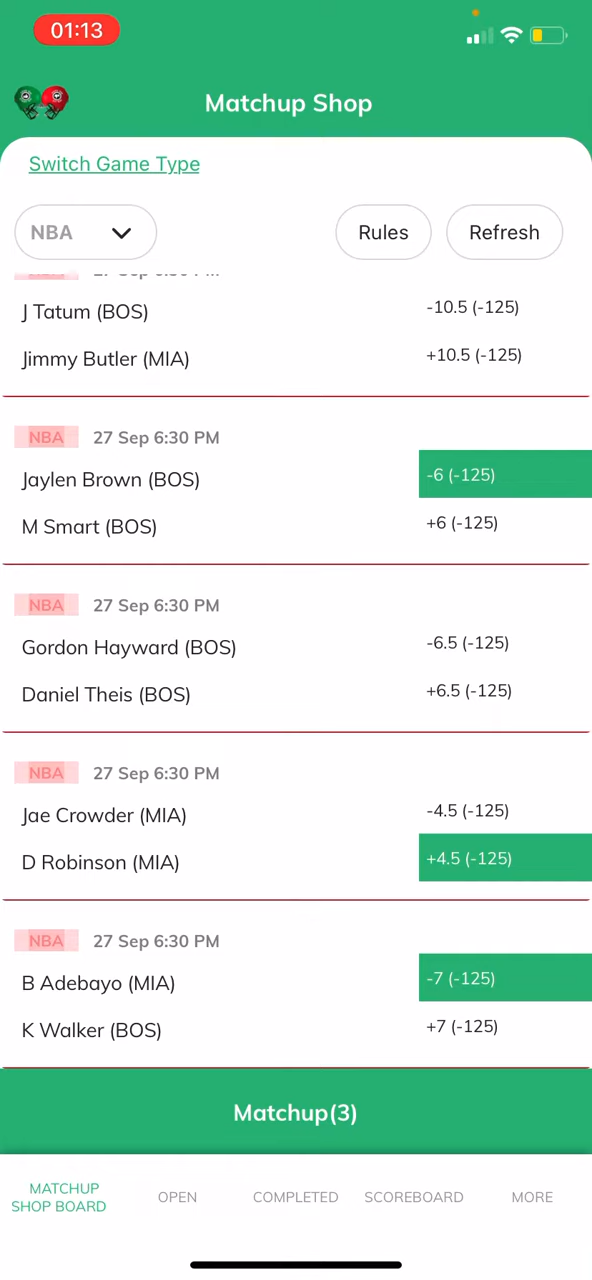 01:13
Matchup Shop
Switch Game Type
NBA
Rules
Refresh
J Tatum (BOS)
-10.5 (-125)
Jimmy Butler (MIA)
+10.5 (-125)
NBA 27 Sep 6:30 PM
Jaylen Brown (BOS)
-6 (-125)
M Smart (BOS)
+6 (-125)
NBA 27 Sep 6:30 PM
Gordon Hayward (BOS)
-6.5 (-125)
Daniel Theis (BOS)
+6.5 (-125)
NBA 27 Sep 6:30 PM
Jae Crowder (MIA)
-4.5 (-125)
D Robinson (MIA)
+4.5 (-125)
NBA 27 Sep 6:30 PM
B Adebayo (MIA)
-7 (-125)
K Walker (BOS)
+7 (-125)
Matchup(3)
MATCHUP
SHOP BOARD
OPEN
COMPLETED
SCOREBOARD
MORE